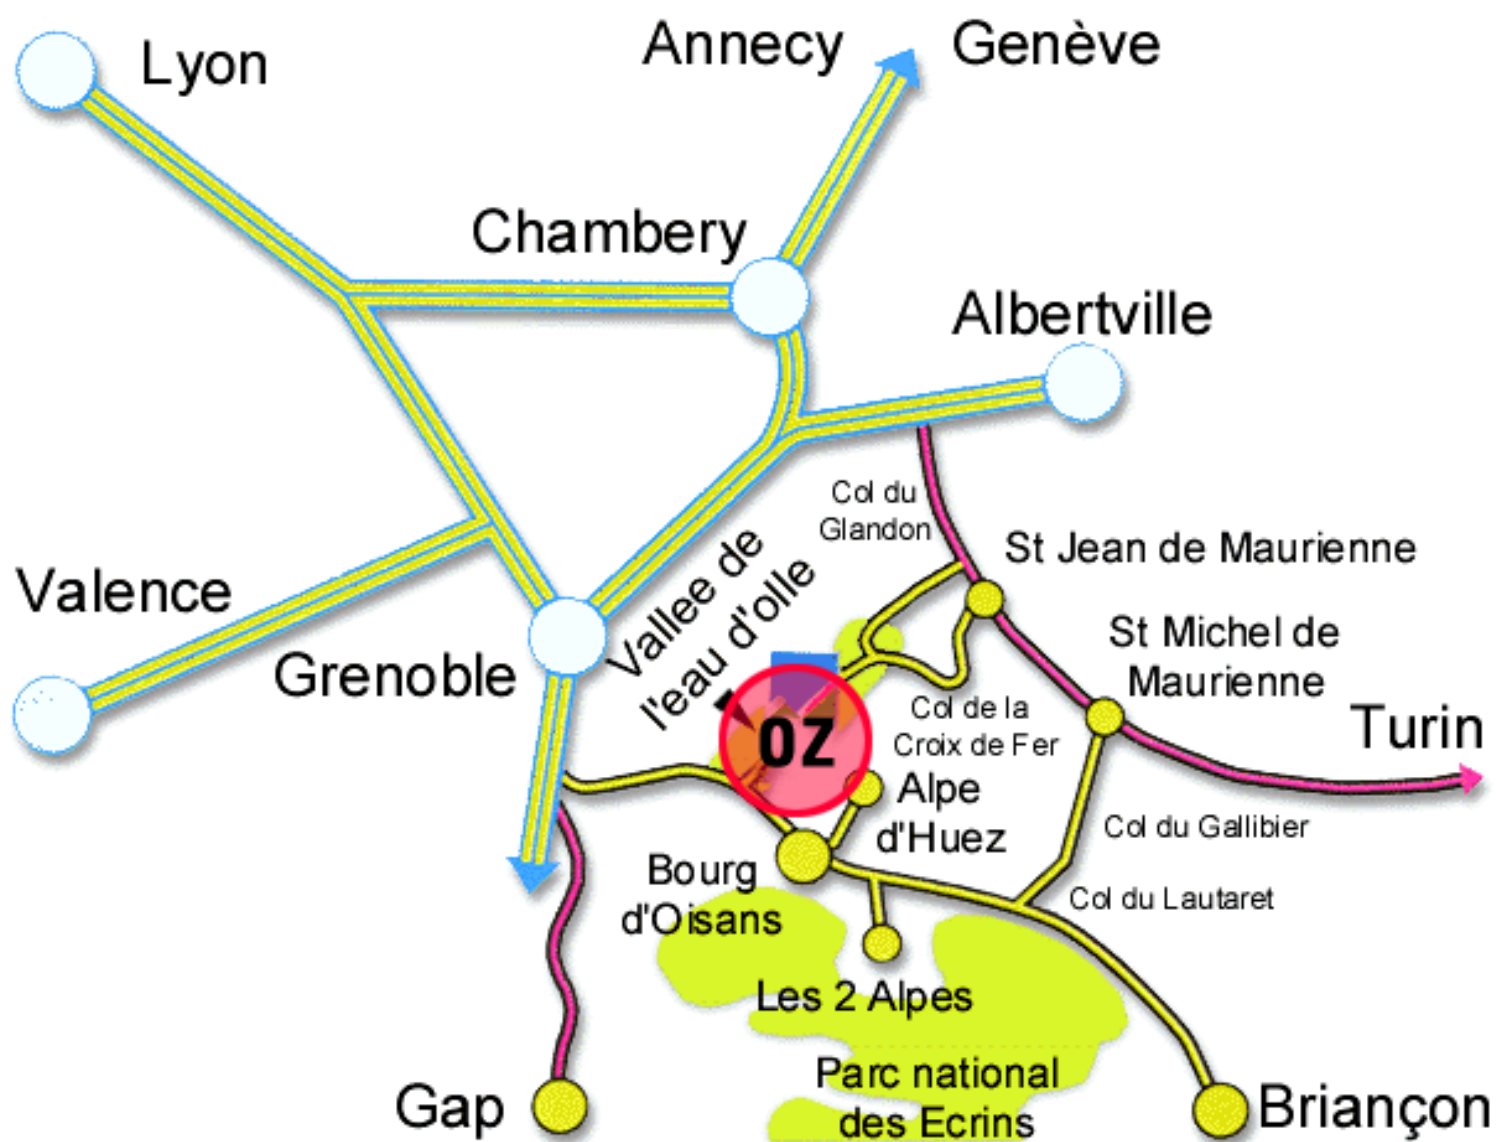 Lyon
Annecy
Genève
Chambery
Albertville
Col du
Glandon
St Jean de Maurienne
Vallee de
l'eau d'olle
Valence
St Michel de
Maurienne
Grenoble
Col de la
Croix de Fer
Turin
OZ
Alpe
d'Huez
Col du Gallibier
Bourg
d'Oisans
Col du Lautaret
Les 2 Alpes
Parc national
des Ecrins
Gap
Briançon